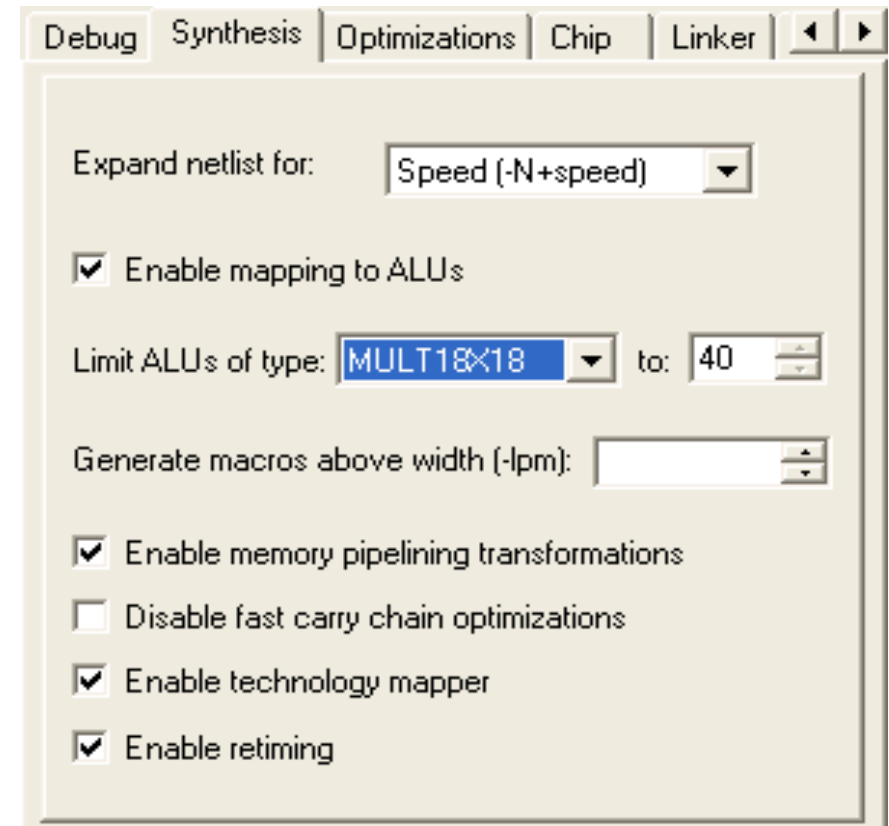 Debug Synthesis Optimizations Chip Linker
Expand netlist for: Speed (-N+speed)
Enable mapping to ALUs
Limit ALUs of type: MULT18X18 to: 40
Generate macros above width (-lpm):
Enable memory pipelining transformations
Disable fast carry chain optimizations
Enable technology mapper
Enable retiming